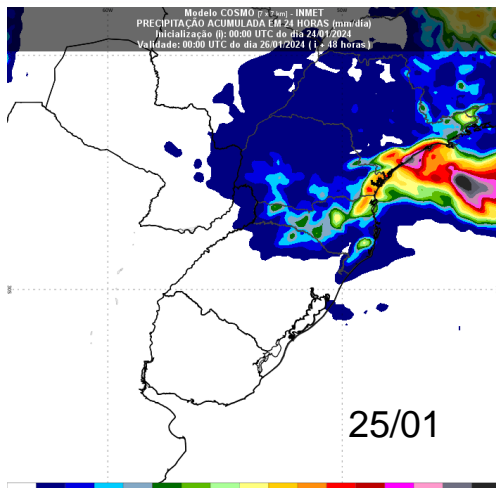 Modelo COSMO (7 x 7 km) - INMET
PRECIPITAÇÃO ACUMULADA EM 24 HORAS (mm/dia)
Inicialização (i): 00:00 UTC do dia 24/01/2024
Validade: 00:00 UTC do dia 26/01/2024 ( i + 48 horas )
25/01